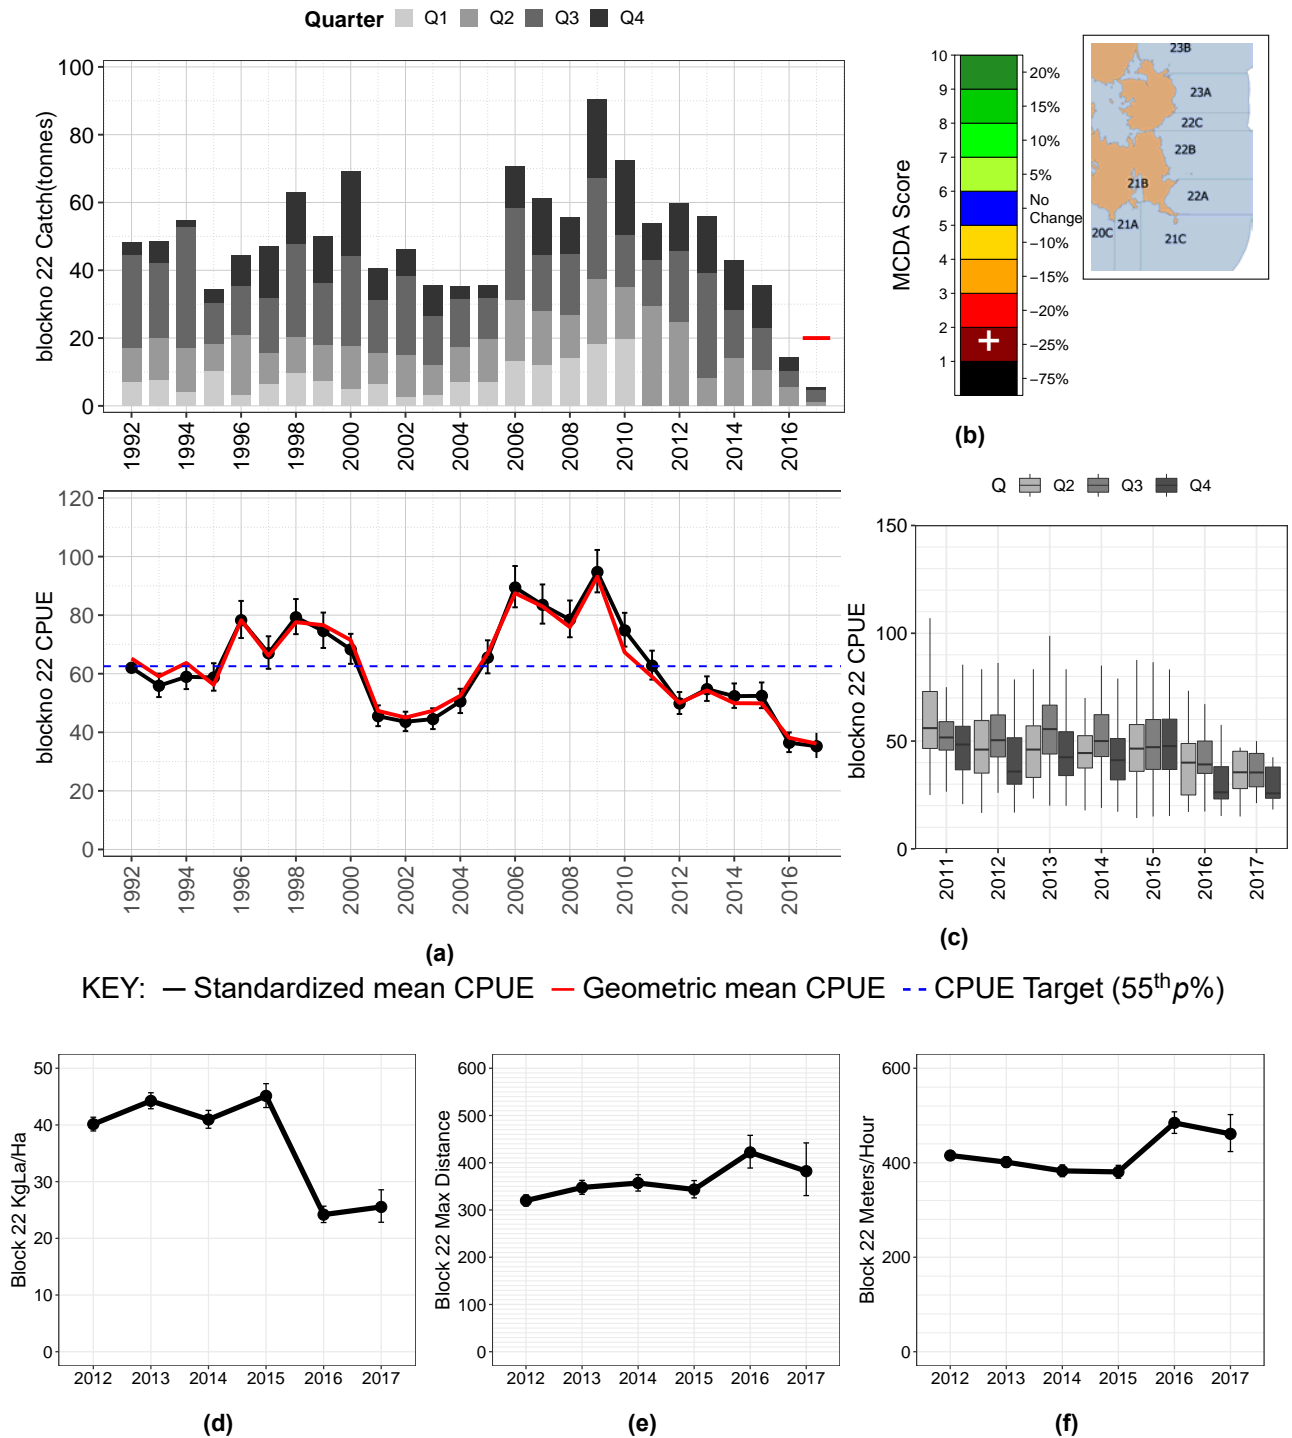 Quarter Q1 Q2 Q3 Q4
blockno 22 Catch(tonnes)
100
80
60
40
20
0
1992 1994 1996 1998 2000 2002 2004 2006 2008 2010 2012 2014 2016
blockno 22 CPUE
120
100
80
60
40
20
0
1992 1994 1996 1998 2000 2002 2004 2006 2008 2010 2012 2014 2016
(a)
MCDA Score
10
9
8
7
6
5
4
3
2
1
20%
15%
10%
5%
No
Change
−10%
−15%
−20%
−25%
−75%
(b)
23B
23A
22C
22B
21B
22A
20C
21A
21C
Q Q2 Q3 Q4
blockno 22 CPUE
150
100
50
0
2011 2012 2013 2014 2015 2016 2017
(c)
KEY: Standardized mean CPUE Geometric mean CPUE CPUE Target (55th p%)
Block 22 KgLa/Ha
50
40
30
20
10
0
2012 2013 2014 2015 2016 2017
(d)
Block 22 Max Distance
600
500
400
300
200
100
0
2012 2013 2014 2015 2016 2017
(e)
Block 22 Meters/Hour
600
400
200
0
2012 2013 2014 2015 2016 2017
(f)